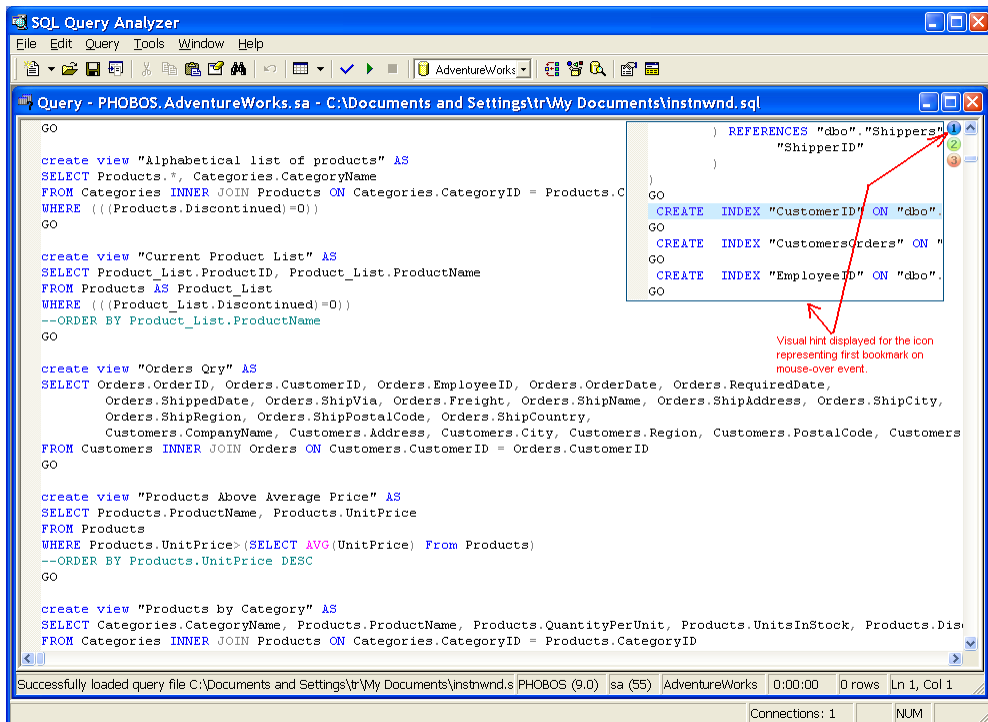 SQL Query Analyzer
File Edit Query Tools Window Help
AdventureWorks
Query - PHOBOS.AdventureWorks.sa - C:\Documents and Settings\tr\My Documents\instnwnd.sql
GO
create view "Alphabetical list of products" AS
SELECT Products.*, Categories.CategoryName
FROM Categories INNER JOIN Products ON Categories.CategoryID = Products.C
WHERE (((Products.Discontinued)=0))
GO
create view "Current Product List" AS
SELECT Product_List.ProductID, Product_List.ProductName
FROM Products AS Product_List
WHERE (((Product_List.Discontinued)=0))
--ORDER BY Product_List.ProductName
GO
create view "Orders Qry" AS
SELECT Orders.OrderID, Orders.CustomerID, Orders.EmployeeID, Orders.OrderDate, Orders.RequiredDate,
Orders.ShippedDate, Orders.ShipVia, Orders.Freight, Orders.ShipName, Orders.ShipAddress, Orders.ShipCity,
Orders.ShipRegion, Orders.ShipPostalCode, Orders.ShipCountry,
Customers.CompanyName, Customers.Address, Customers.City, Customers.Region, Customers.PostalCode, Customers
FROM Customers INNER JOIN Orders ON Customers.CustomerID = Orders.CustomerID
GO
create view "Products Above Average Price" AS
SELECT Products.ProductName, Products.UnitPrice
FROM Products
WHERE Products.UnitPrice>(SELECT AVG(UnitPrice) From Products)
--ORDER BY Products.UnitPrice DESC
GO
create view "Products by Category" AS
SELECT Categories.CategoryName, Products.ProductName, Products.QuantityPerUnit, Products.UnitsInStock, Products.Dis
FROM Categories INNER JOIN Products ON Categories.CategoryID = Products.CategoryID
) REFERENCES "dbo"."Shippers"
"ShipperID"
)
)
GO
CREATE INDEX "CustomerID" ON "dbo".
GO
CREATE INDEX "CustomersOrders" ON "
GO
CREATE INDEX "EmployeeID" ON "dbo".
GO
1
2
3
Visual hint displayed for the icon
representing first bookmark on
mouse-over event.
Successfully loaded query file C:\Documents and Settings\tr\My Documents\instnwnd.s PHOBOS (9.0) sa (55) AdventureWorks 0:00:00 0 rows Ln 1, Col 1
Connections: 1 NUM